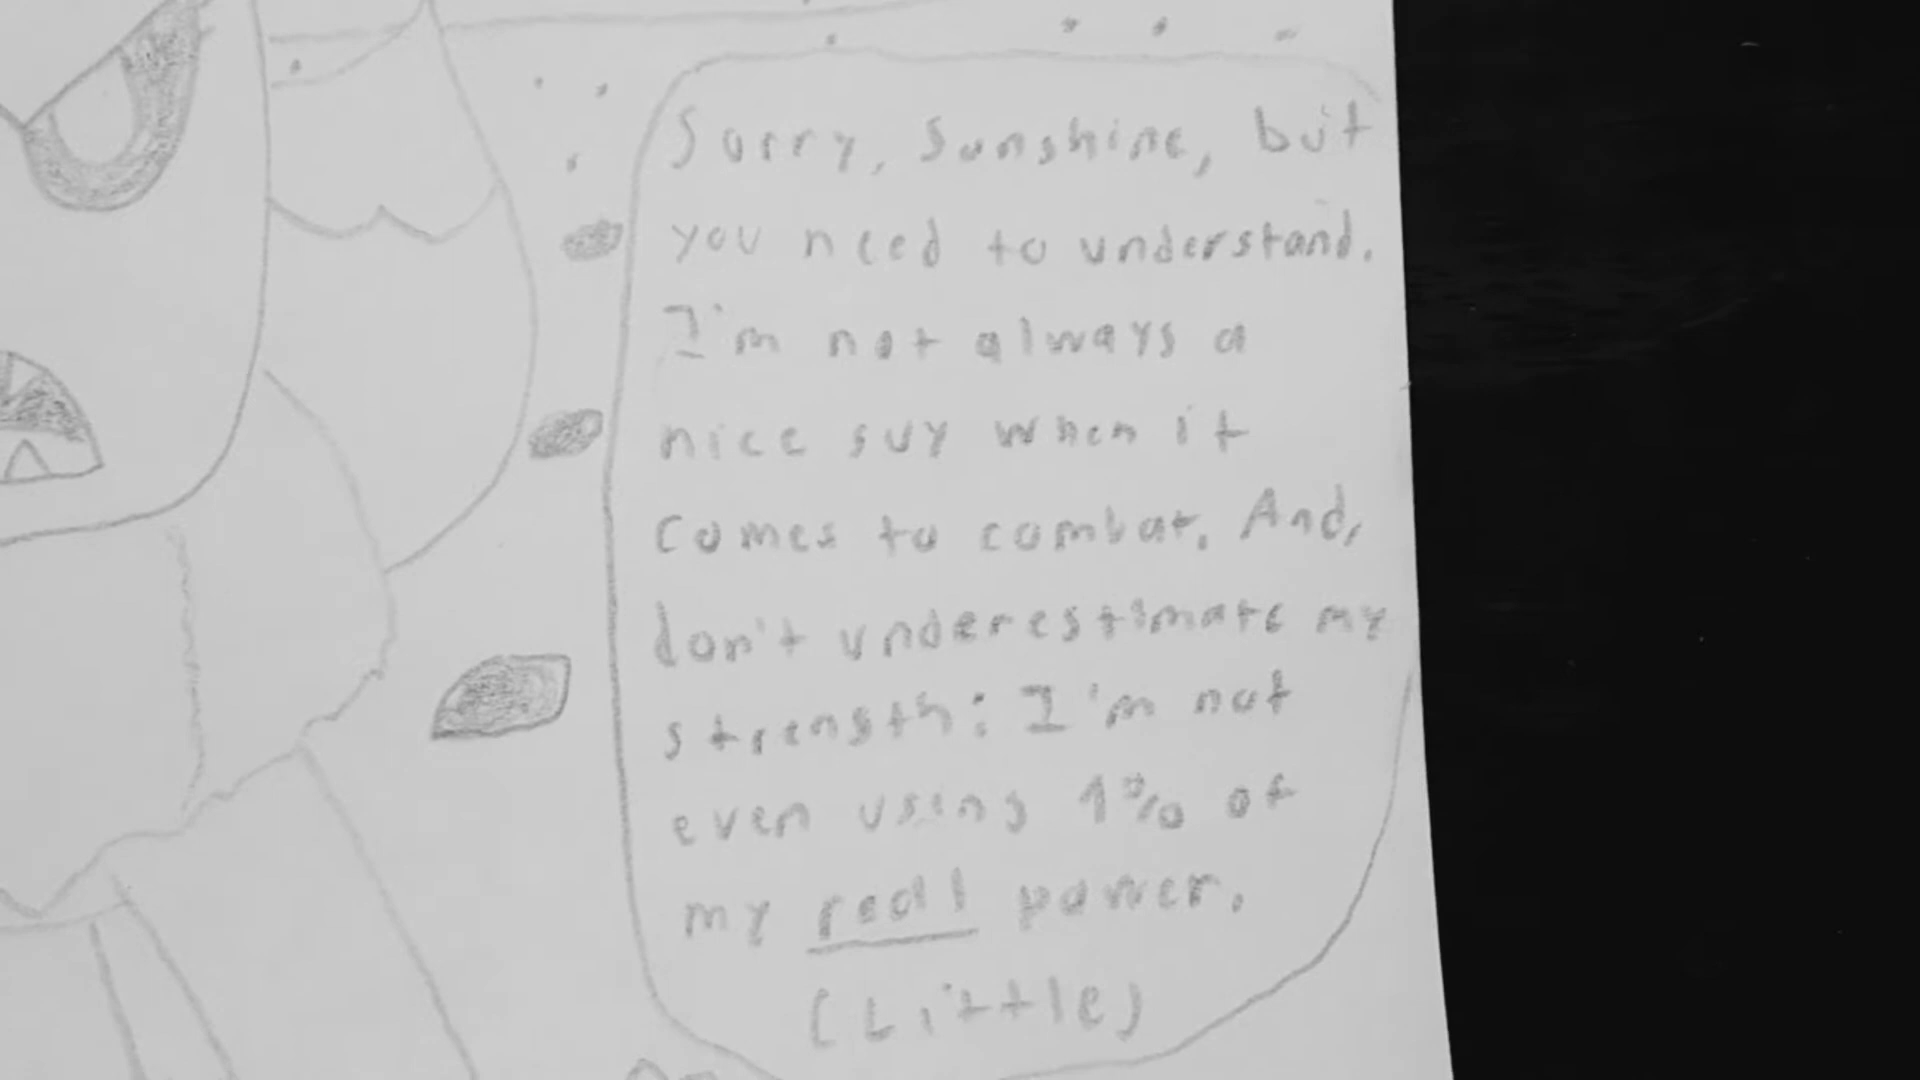 Sorry, Sunshine, but
you need to understand.
I'm not always a
nice guy when it
comes to combat. And,
don't underestimate my
strength: I'm not
even using 1% of
my real power.
(Little)